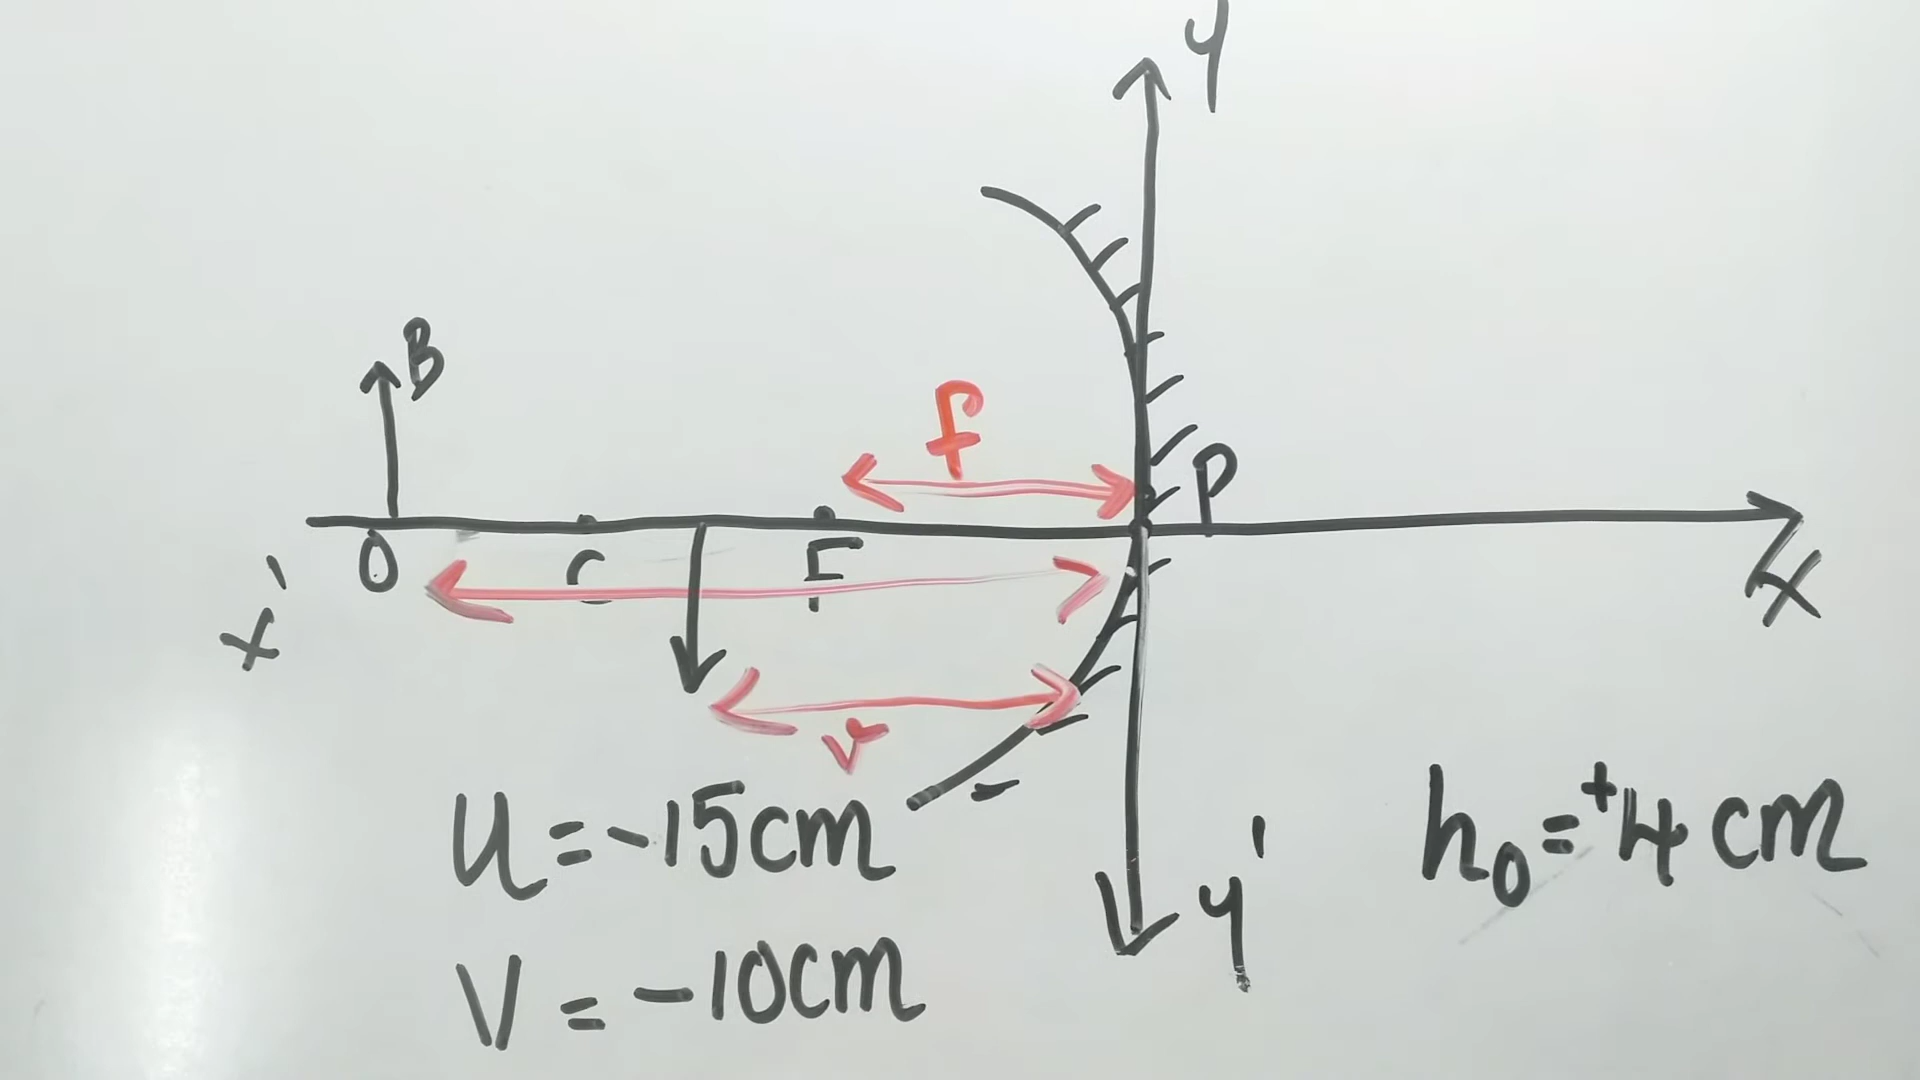 y
B
f
P
O
C
F
x'
x
v
u = -15cm
h₀ = +4 cm
y'
V = -10cm